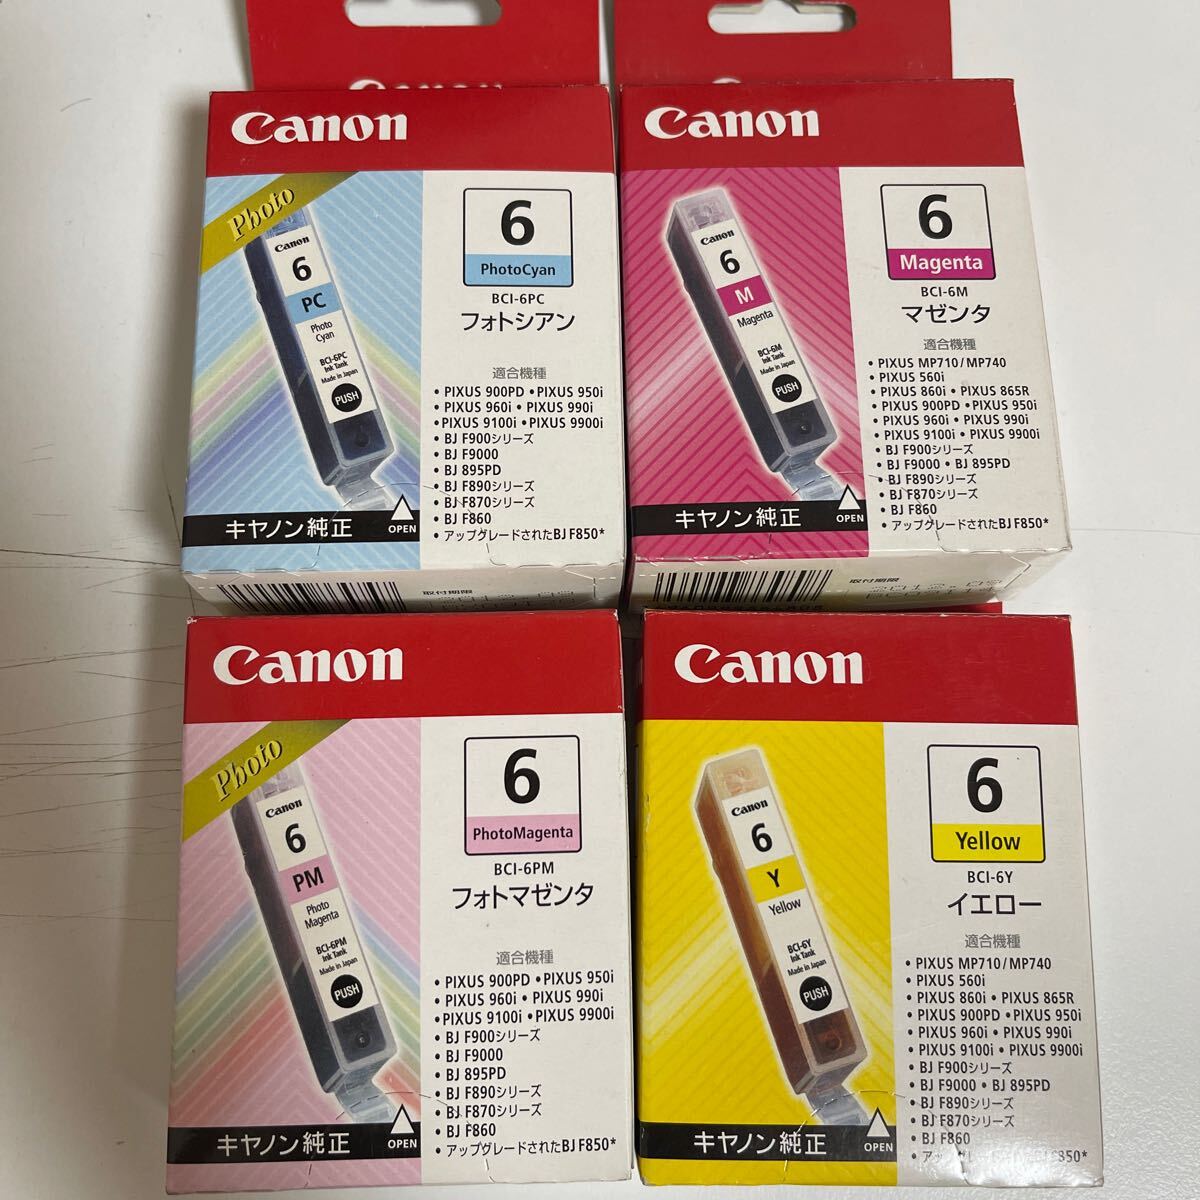 Canon
Canon
Photo
Canon
6
PC
Photo
Cyan
BCI-6PC
Ink Tank
Made in Japan
PUSH
6
PhotoCyan
BCI-6PC
フォトシアン
適合機種
• PIXUS 900PD • PIXUS 950i
• PIXUS 960i • PIXUS 990i
• PIXUS 9100i • PIXUS 9900i
• BJ F900シリーズ
• BJ F9000
• BJ 895PD
• BJ F890シリーズ
• BJ F870シリーズ
• BJ F860
• アップグレードされたBJ F850*
キヤノン純正
OPEN
取付期限
Canon
Canon
6
M
Magenta
BCI-6M
Ink Tank
Made in Japan
PUSH
6
Magenta
BCI-6M
マゼンタ
適合機種
• PIXUS MP710/MP740
• PIXUS 560i
• PIXUS 860i • PIXUS 865R
• PIXUS 900PD • PIXUS 950i
• PIXUS 960i • PIXUS 990i
• PIXUS 9100i • PIXUS 9900i
• BJ F900シリーズ
• BJ F9000 • BJ 895PD
• BJ F890シリーズ
• BJ F870シリーズ
• BJ F860
• アップグレードされたBJ F850*
キヤノン純正
OPEN
取付期限
Canon
Photo
Canon
6
PM
Photo
Magenta
BCI-6PM
Ink Tank
Made in Japan
PUSH
6
PhotoMagenta
BCI-6PM
フォトマゼンタ
適合機種
• PIXUS 900PD • PIXUS 950i
• PIXUS 960i • PIXUS 990i
• PIXUS 9100i • PIXUS 9900i
• BJ F900シリーズ
• BJ F9000
• BJ 895PD
• BJ F890シリーズ
• BJ F870シリーズ
• BJ F860
• アップグレードされたBJ F850*
キヤノン純正
OPEN
Canon
Canon
6
Y
Yellow
BCI-6Y
Ink Tank
Made in Japan
PUSH
6
Yellow
BCI-6Y
イエロー
適合機種
• PIXUS MP710/MP740
• PIXUS 560i
• PIXUS 860i • PIXUS 865R
• PIXUS 900PD • PIXUS 950i
• PIXUS 960i • PIXUS 990i
• PIXUS 9100i • PIXUS 9900i
• BJ F900シリーズ
• BJ F9000 • BJ 895PD
• BJ F890シリーズ
• BJ F870シリーズ
• BJ F860
キヤノン純正
OPEN